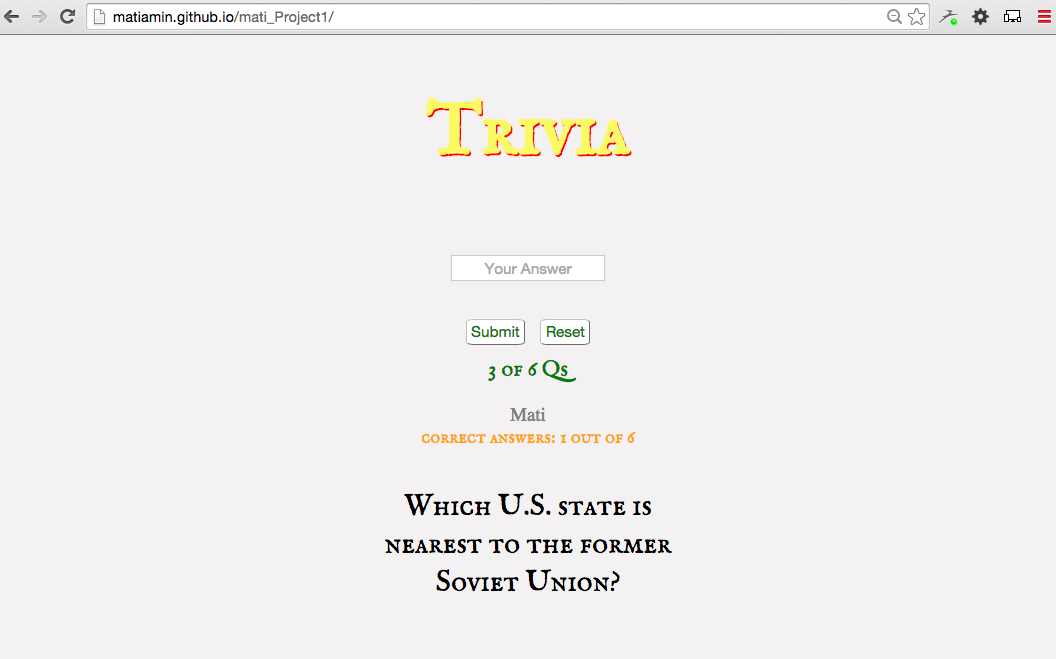 matiamin.github.io/mati_Project1/
Trivia
Your Answer
Submit Reset
3 of 6 Qs
Mati
correct answers: 1 out of 6
Which U.S. state is
nearest to the former
Soviet Union?